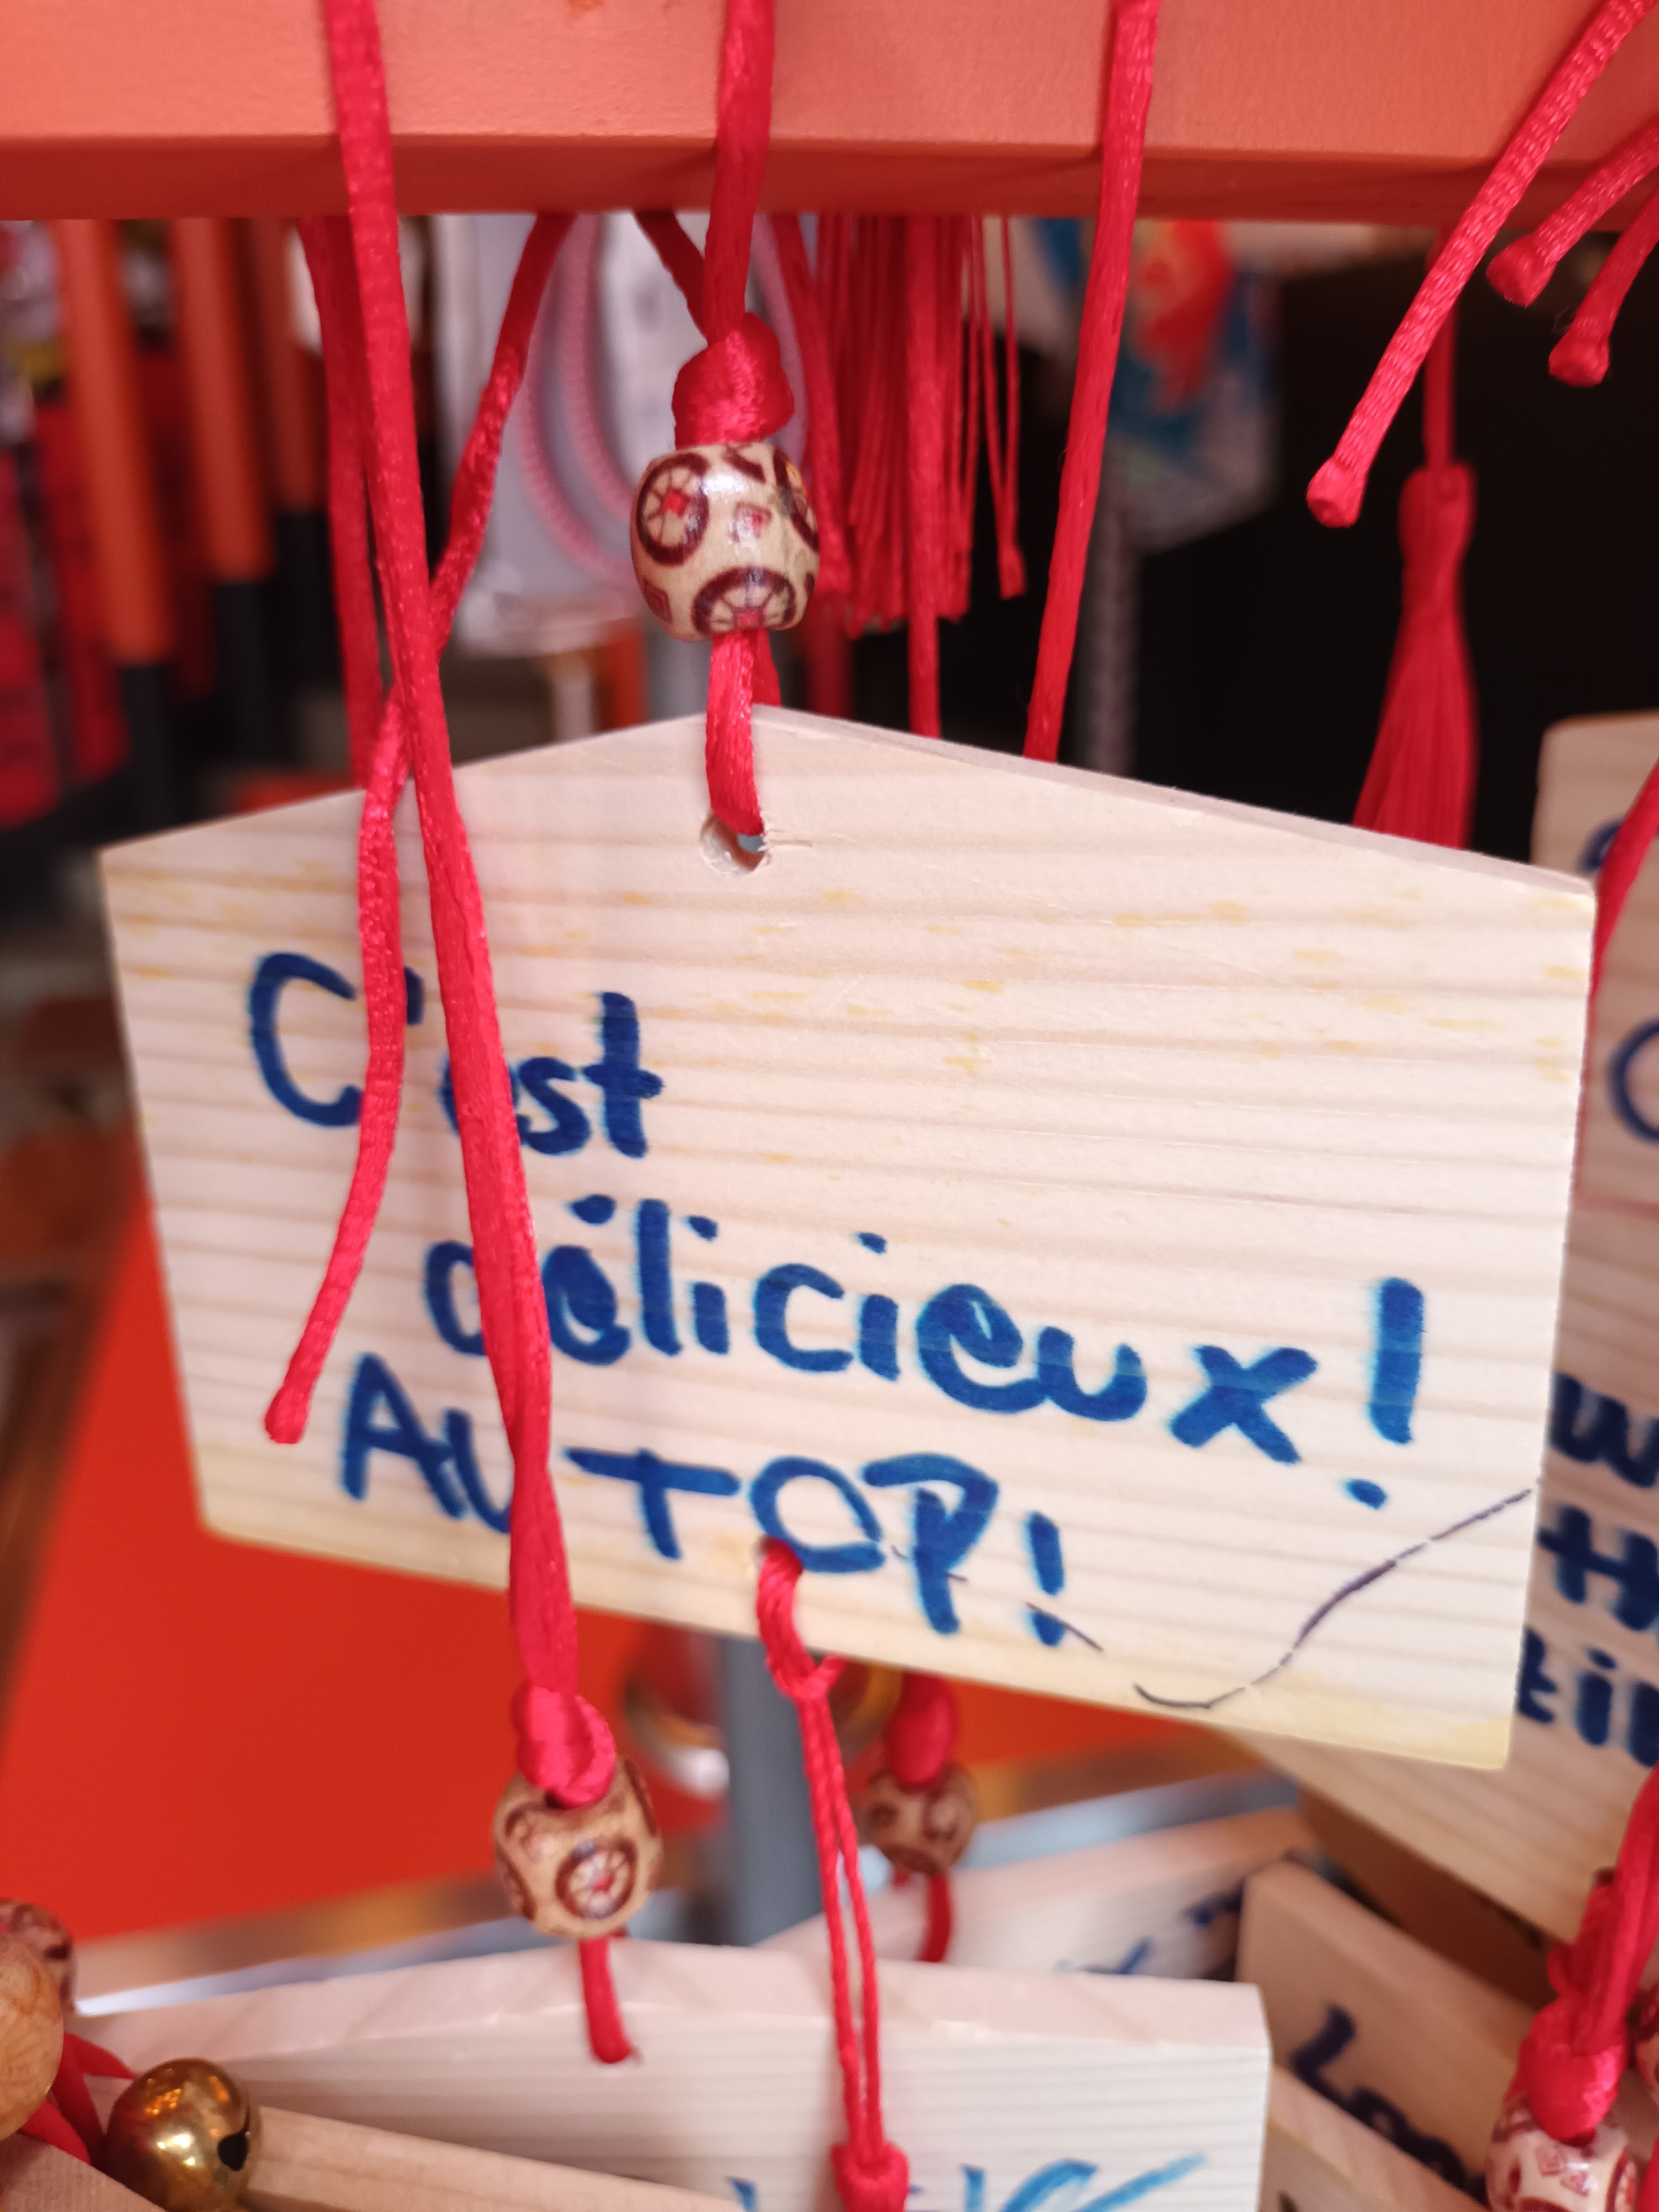 C'est
délicieux!
AU TOP!